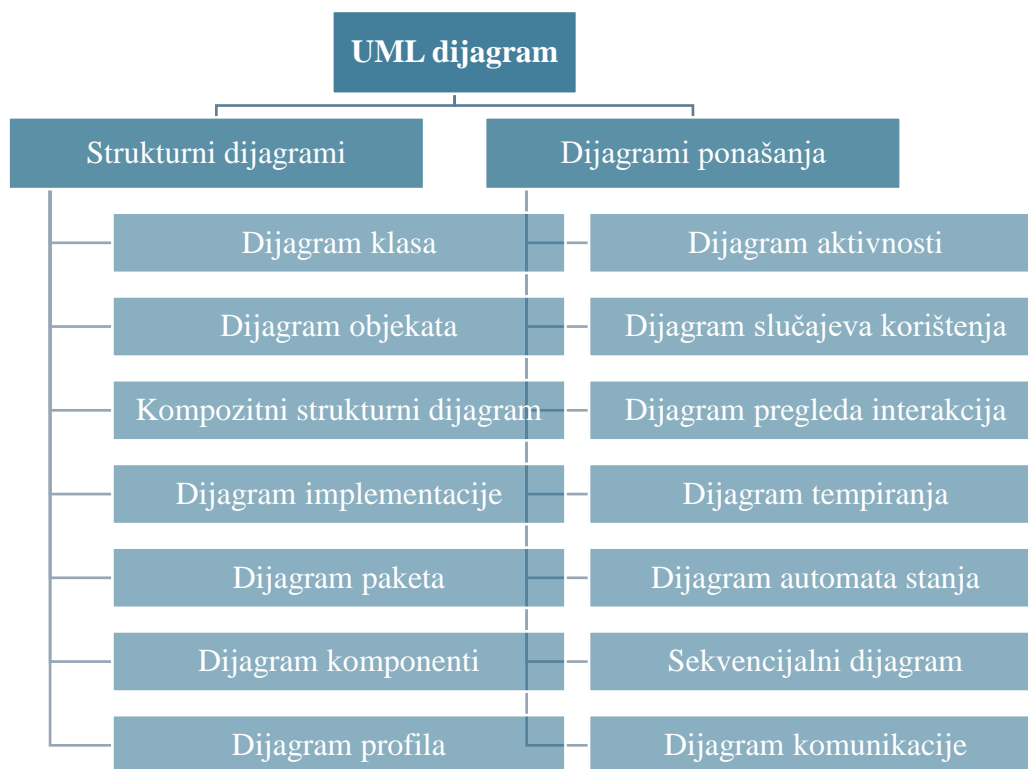 UML dijagram
Strukturni dijagrami
Dijagram klasa
Dijagram objekata
Kompozitni strukturni dijagram
Dijagram implementacije
Dijagram paketa
Dijagram komponenti
Dijagram profila
Dijagrami ponašanja
Dijagram aktivnosti
Dijagram slučajeva korištenja
Dijagram pregleda interakcija
Dijagram tempiranja
Dijagram automata stanja
Sekvencijalni dijagram
Dijagram komunikacije